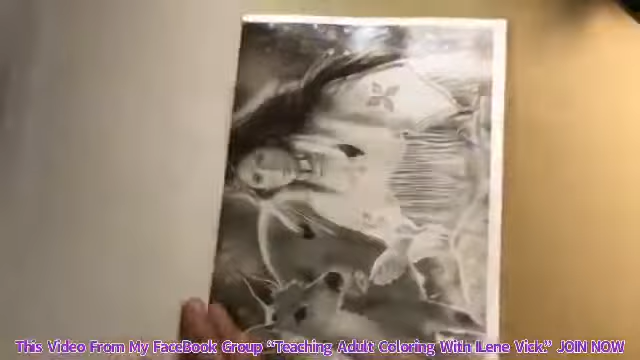 This Video From My FaceBook Group “Teaching Adult Coloring With ILene Vick” JOIN NOW